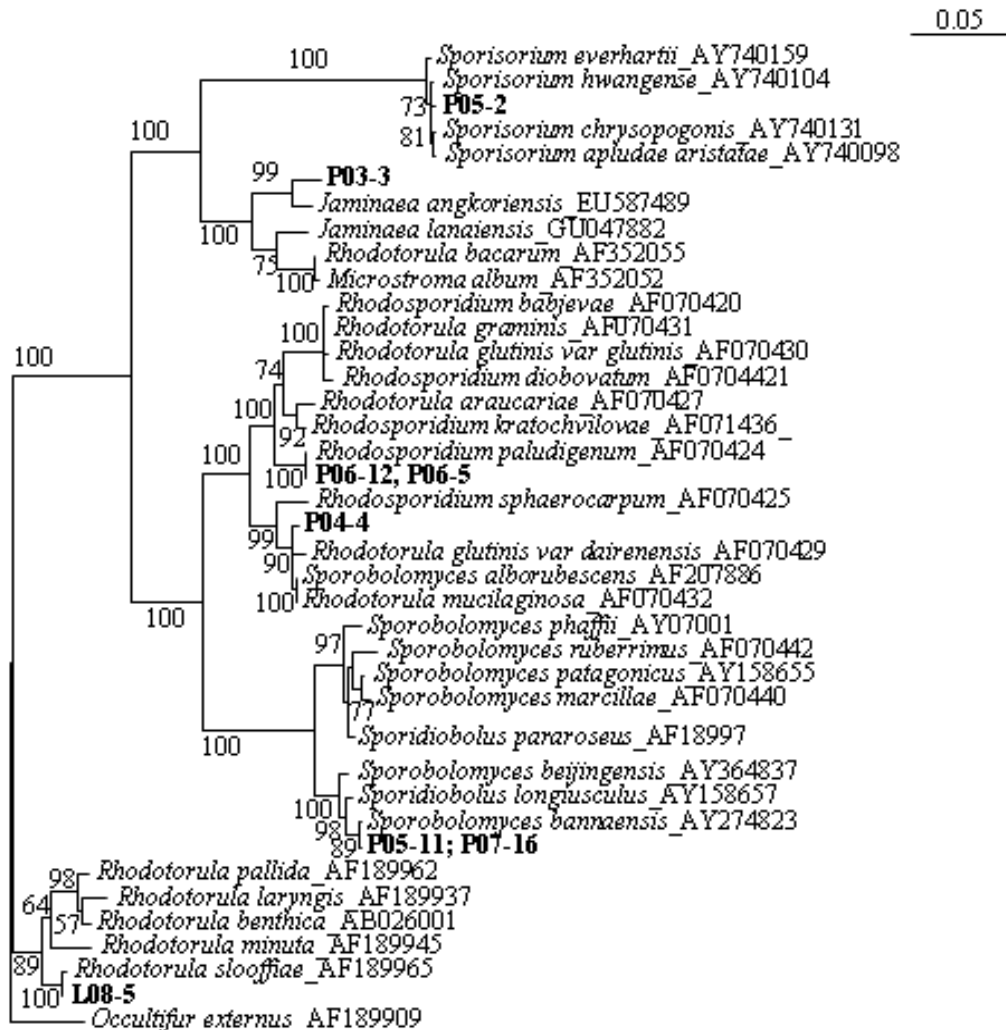 0.05
100
Sporisorium everhartii_AY740159
Sporisorium hwangense_AY740104
73
P05-2
81
Sporisorium chrysopogonis_AY740131
Sporisorium apludae aristatae_AY740098
100
99
P03-3
Jaminaea angkoriensis_EU587489
100
Jaminaea lanaiensis_GU047882
75
Rhodotorula bacarum_AF352055
100
Microstroma album_AF352052
Rhodosporidium babjevae_AF070420
100
Rhodotorula graminis_AF070431
Rhodotorula glutinis var glutinis_AF070430
100
74
Rhodosporidium diobovatum_AF0704421
Rhodotorula araucariae_AF070427
100
92
Rhodosporidium kratochvilovae_AF071436_
100
Rhodosporidium paludigenum_AF070424
100
P06-12; P06-5
Rhodosporidium sphaerocarpum_AF070425
P04-4
99
Rhodotorula glutinis var dairenensis_AF070429
90
Sporobolomyces alborubescens_AF207886
100
Rhodotorula mucilaginosa_AF070432
100
Sporobolomyces phaffii_AY07001
97
Sporobolomyces ruberrimus_AF070442
Sporobolomyces patagonicus_AY158655
Sporobolomyces marcillae_AF070440
77
Sporidiobolus pararoseus_AF18997
100
Sporobolomyces beijingensis_AY364837
100
Sporidiobolus longiusculus_AY158657
98
Sporobolomyces bannaensis_AY274823
89
P05-11; P07-16
Rhodotorula pallida_AF189962
98
Rhodotorula laryngis_AF189937
64
57
Rhodotorula benthica_AB026001
Rhodotorula minuta_AF189945
89
Rhodotorula slooffiae_AF189965
100
L08-5
Occultifur externus_AF189909